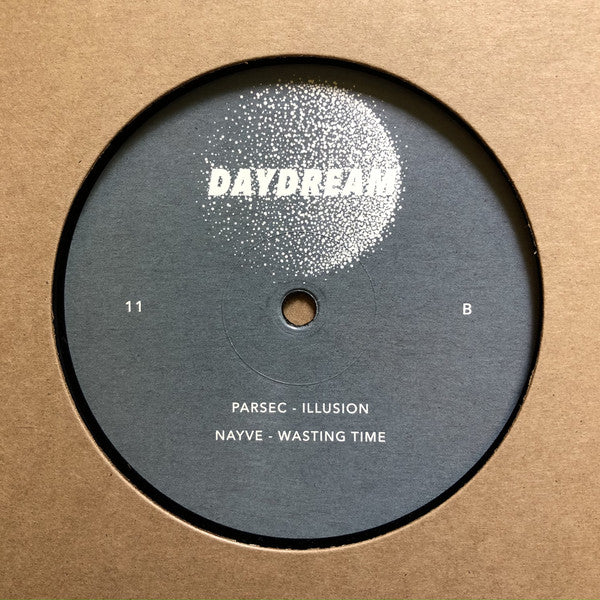 DAYDREAM
11
B
PARSEC - ILLUSION
NAYVE - WASTING TIME